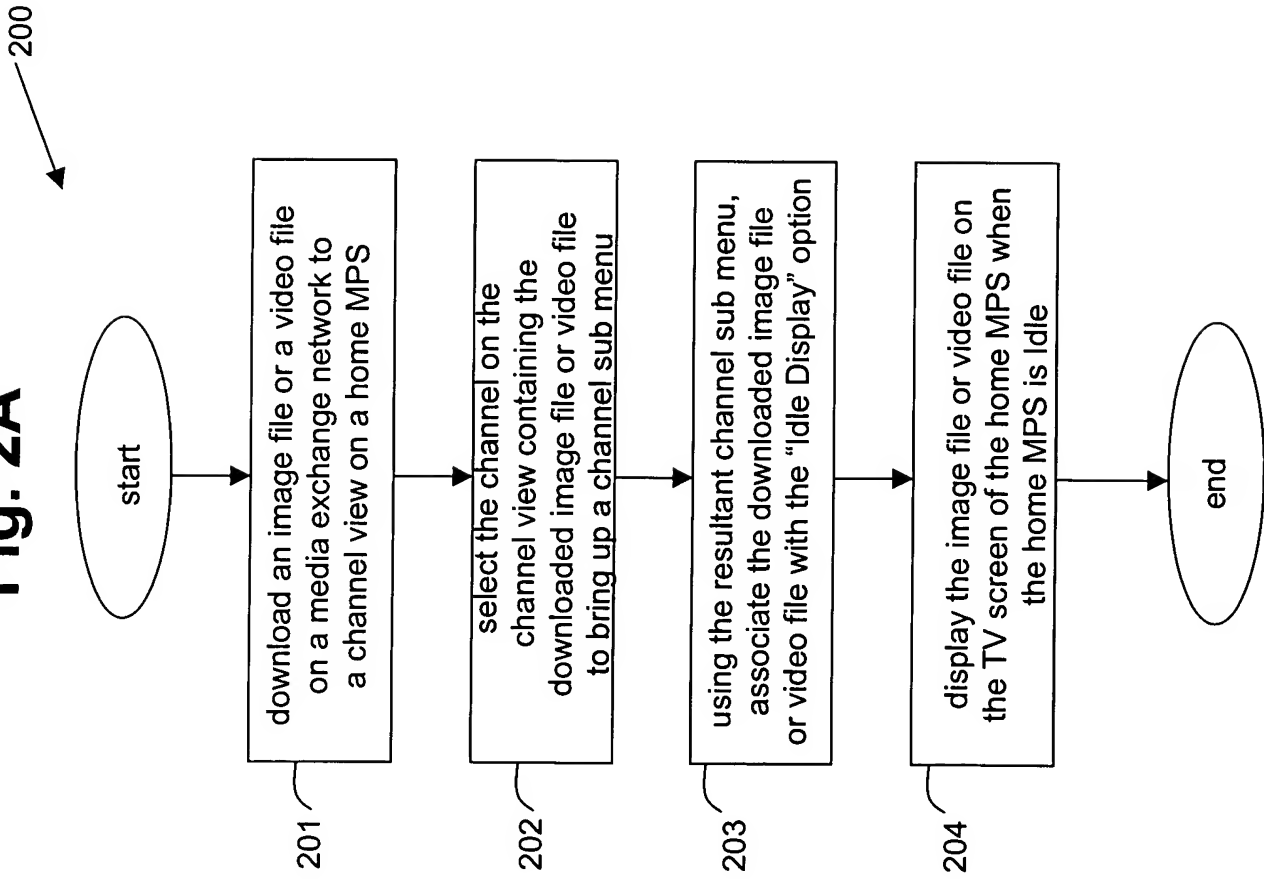 Fig. 2A
200
start
201
download an image file or a video file
on a media exchange network to
a channel view on a home MPS
202
select the channel on the
channel view containing the
downloaded image file or video file
to bring up a channel sub menu
203
using the resultant channel sub menu,
associate the downloaded image file
or video file with the “Idle Display” option
204
display the image file or video file on
the TV screen of the home MPS when
the home MPS is Idle
end